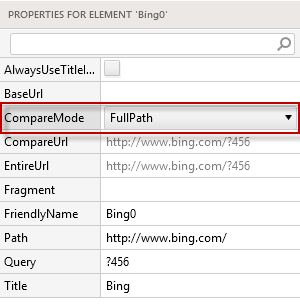 PROPERTIES FOR ELEMENT 'Bing0'
AlwaysUseTitleI...
BaseUrl
CompareMode FullPath
CompareUrl http://www.bing.com/?456
EntireUrl http://www.bing.com/?456
Fragment
FriendlyName Bing0
Path http://www.bing.com/
Query ?456
Title Bing